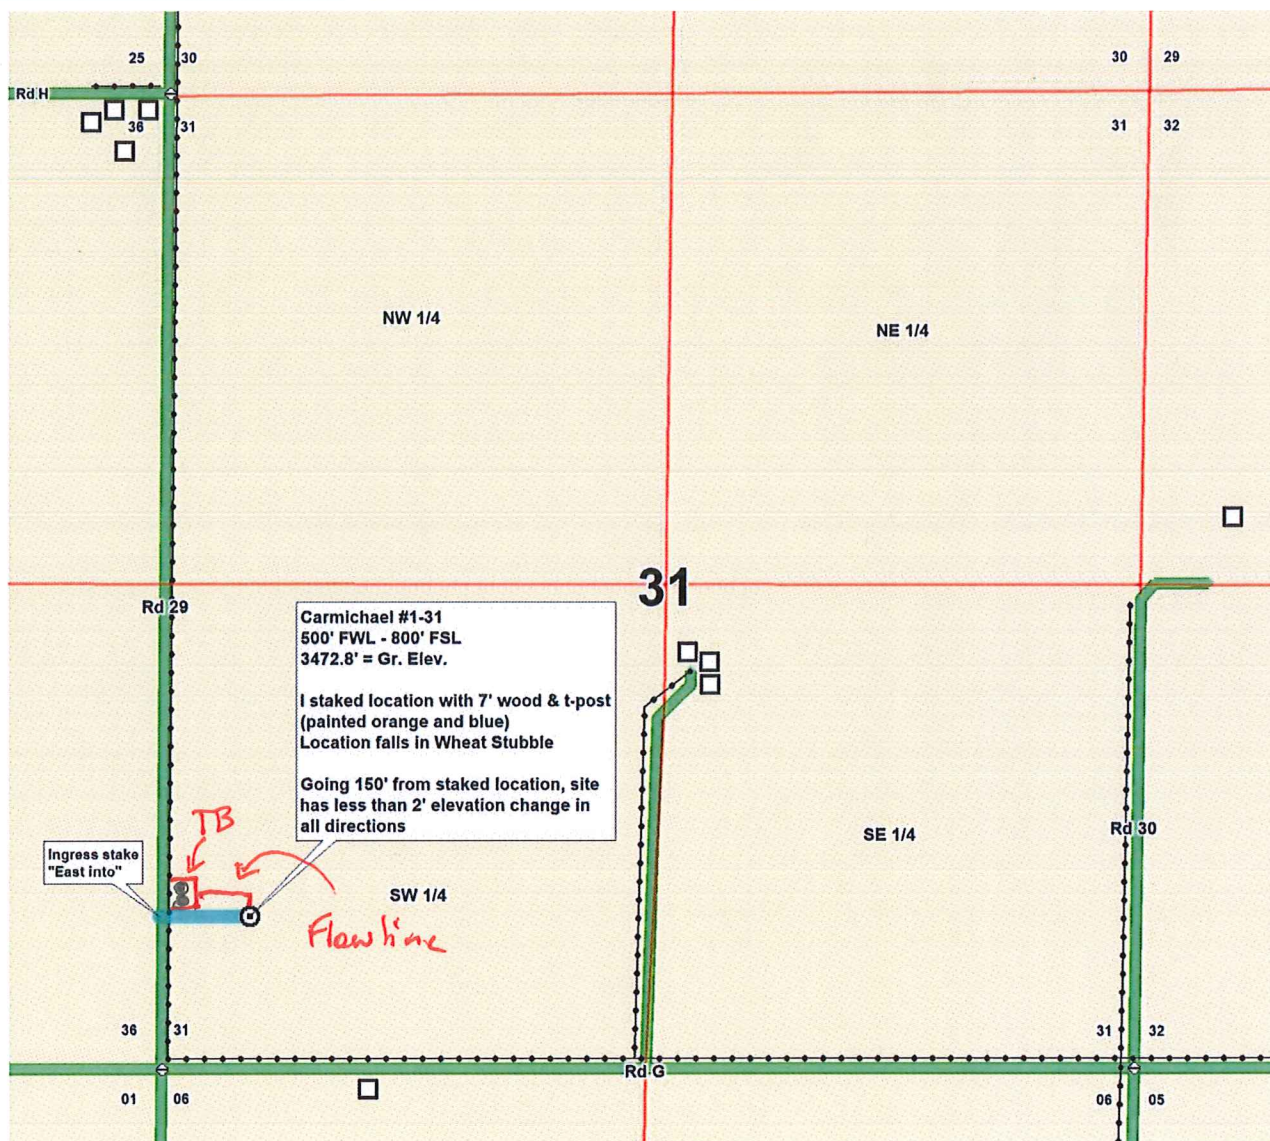 25 30
30 29
Rd H
36 31
31 32
NW 1/4
NE 1/4
31
Rd 29
Carmichael #1-31
500' FWL - 800' FSL
3472.8' = Gr. Elev.
I staked location with 7' wood & t-post
(painted orange and blue)
Location falls in Wheat Stubble
Going 150' from staked location, site
has less than 2' elevation change in
all directions
TB
Rd 30
SE 1/4
Ingress stake
"East into"
SW 1/4
Flowline
36 31
31 32
Rd G
01 06
06 05